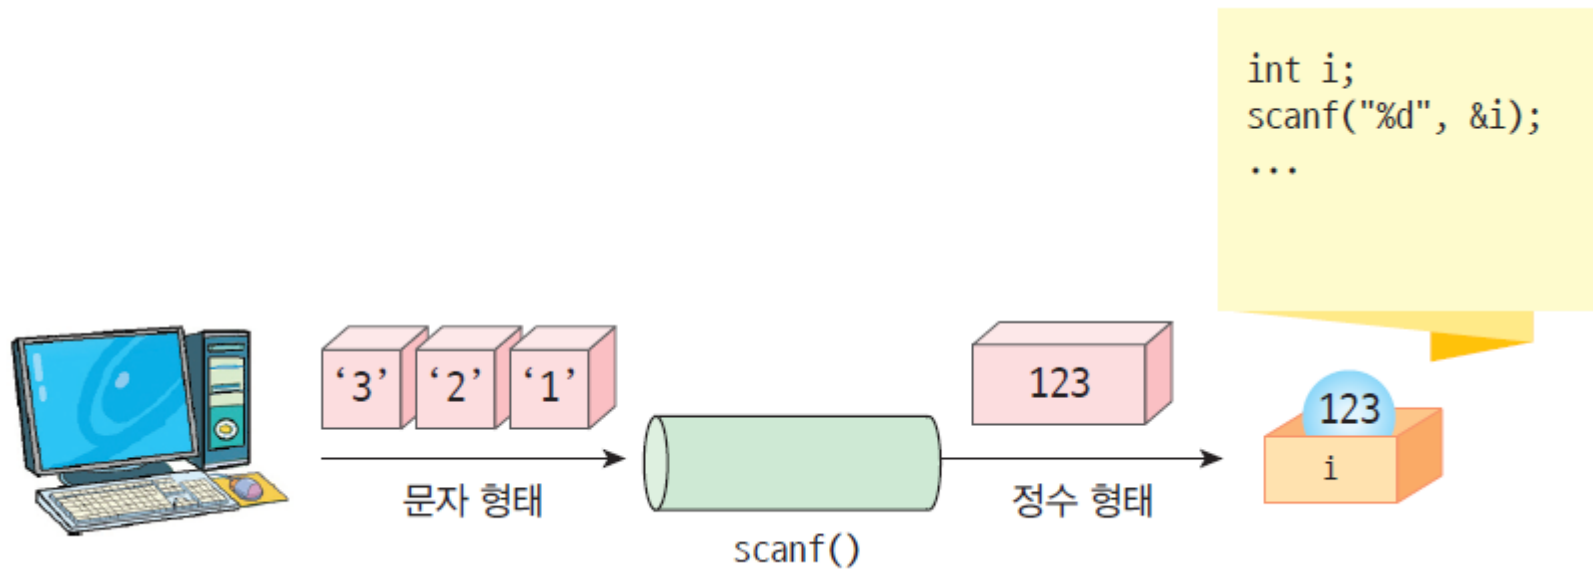 int i;
scanf("%d", &i);
...
‘3’ ‘2’ ‘1’
문자 형태
scanf()
123
정수 형태
123
i